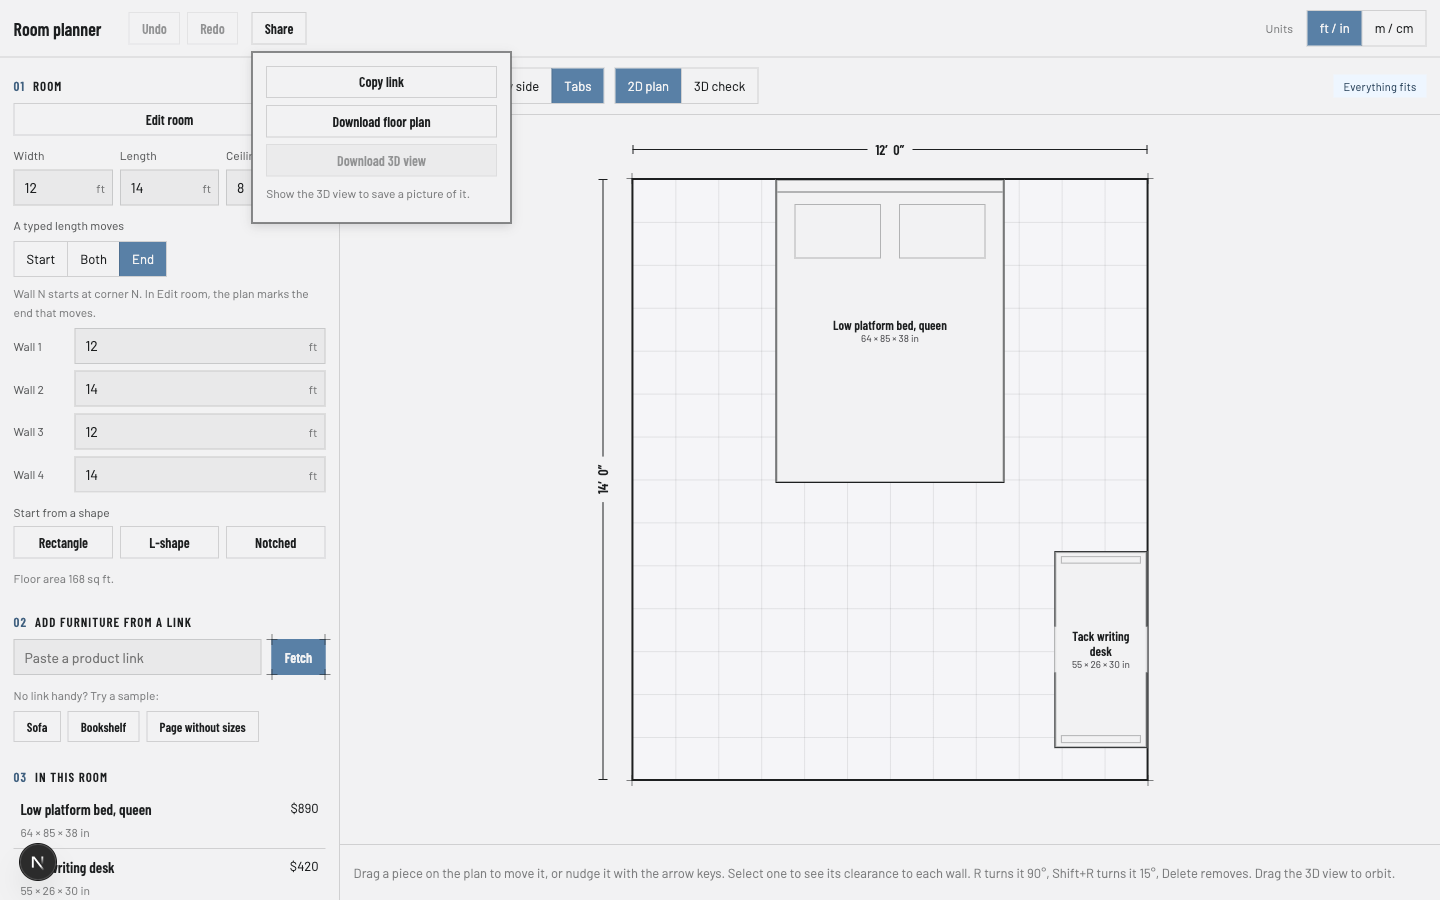 Room planner
Undo
Redo
Share
Units
ft / in
m / cm
Copy link
Download floor plan
Download 3D view
Show the 3D view to save a picture of it.
01 ROOM
side
Tabs
2D plan
3D check
Everything fits
Edit room
Width
Length
12 ft
14 ft
8
A typed length moves
Start
Both
End
Wall N starts at corner N. In Edit room, the plan marks the
end that moves.
Wall 1
12 ft
Wall 2
14 ft
Wall 3
12 ft
Wall 4
14 ft
Start from a shape
Rectangle
L-shape
Notched
Floor area 168 sq ft.
02 ADD FURNITURE FROM A LINK
Paste a product link
Fetch
No link handy? Try a sample:
Sofa
Bookshelf
Page without sizes
03 IN THIS ROOM
Low platform bed, queen
$890
64 × 85 × 38 in
N
writing desk
$420
55 × 26 × 30 in
12′ 0″
14′ 0″
Low platform bed, queen
64 × 85 × 38 in
Tack writing
desk
55 × 26 × 30 in
Drag a piece on the plan to move it, or nudge it with the arrow keys. Select one to see its clearance to each wall. R turns it 90°, Shift+R turns it 15°, Delete removes. Drag the 3D view to orbit.